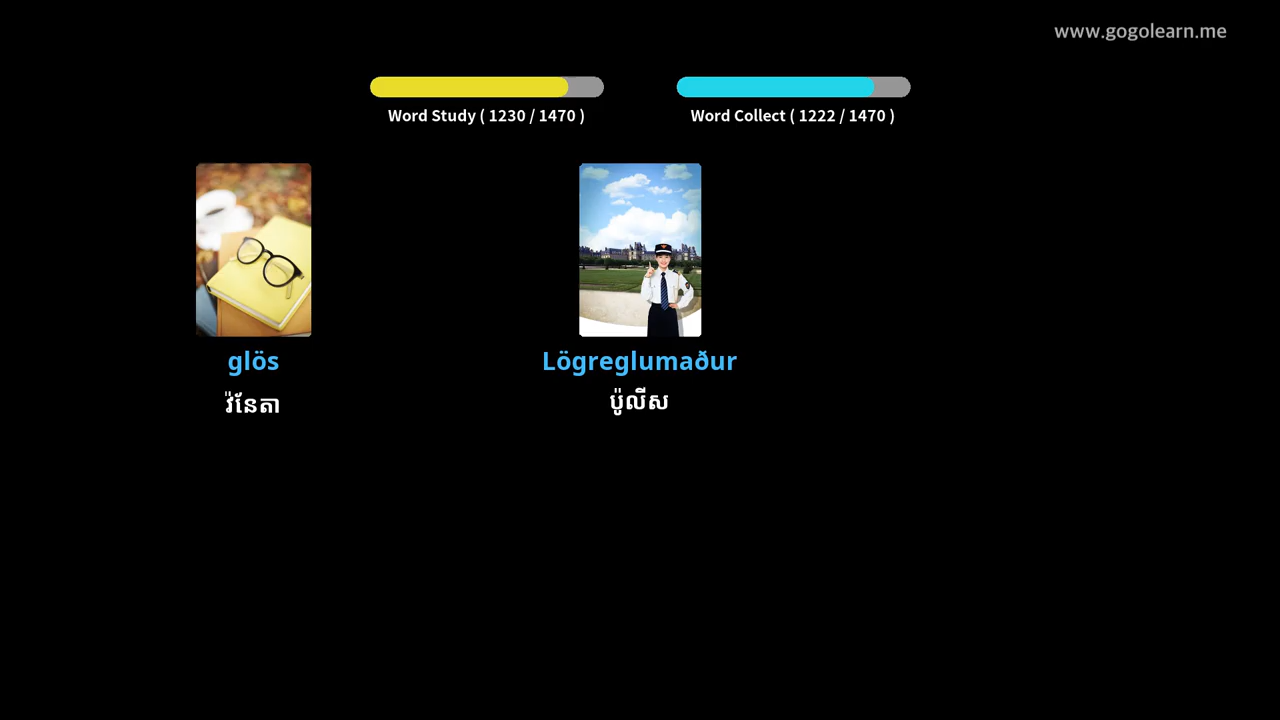 www.gogolearn.me
Word Study ( 1230 / 1470 )
Word Collect ( 1222 / 1470 )
glös
វ៉ែនតា
Lögreglumaður
ប៉ូលីស